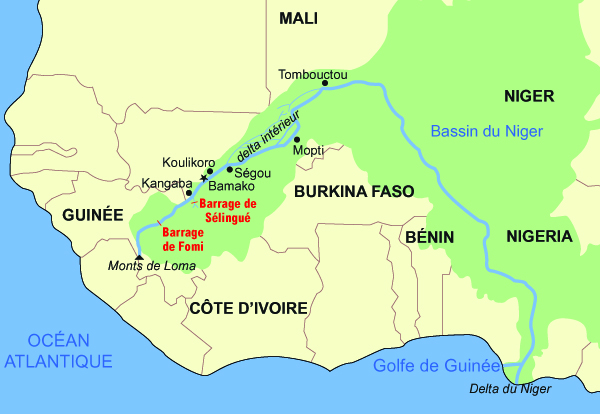 MALI
Tombouctou
NIGER
delta intérieur
Bassin du Niger
Mopti
Koulikoro
Ségou
Kangaba
Bamako
BURKINA FASO
Barrage de
Sélingué
GUINÉE
Barrage
de Fomi
BÉNIN
NIGERIA
Monts de Loma
CÔTE D’IVOIRE
OCÉAN
ATLANTIQUE
Golfe de Guinée
Delta du Niger